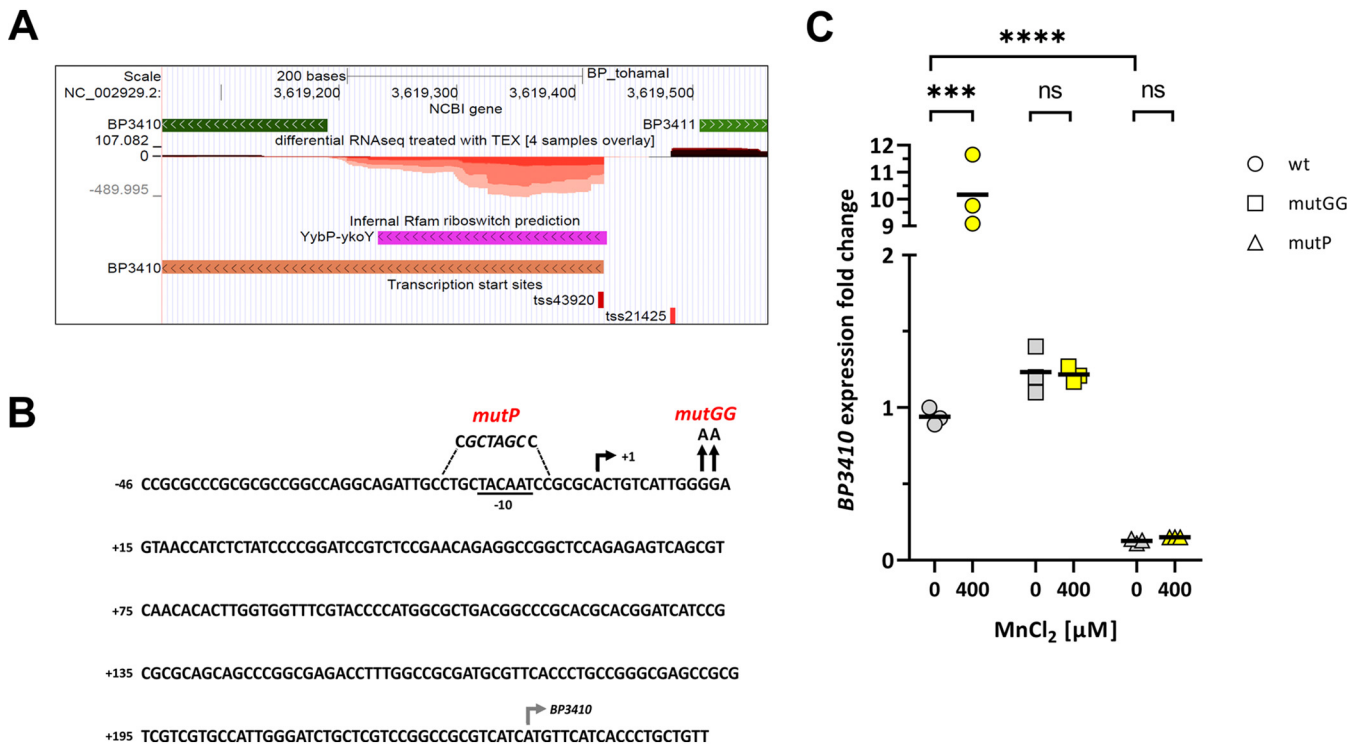 A
Scale 200 bases BP_tohamaI
NC_002929.2: 3,619,200 3,619,300 3,619,400 3,619,500
NCBI gene
BP3410 BP3411
107.082 differential RNAseq treated with TEX [4 samples overlay]
0
-489.995
Internal Rfam riboswitch prediction
YybP-ykoY
BP3410
Transcription start sites
tss43920
tss21425
B
mutP mutGG
CGCTAGCC AA
+1
-46 CCGCGCCCGCGCGCCGGCCAGGCAGATTGCCTGCTACAATCCGCGCACTGTCATTGGGGA
-10
+15 GTAACCATCTCTATCCCCGGATCCGTCTCCGAACAGAGGCCGGCTCCAGAGAGTCAGCGT
+75 CAACACACTTGGTGGTTTCGTACCCCATGGCGCTGACGGCCCGCACGCACGGATCATCCG
+135 CGCGCAGCAGCCCGGCGAGACCTTTGGCCGCGATGCGTTCACCCTGCCGGGCGAGCCGCG
BP3410
+195 TCGTCGTGCCATTGGGATCTGCTCGTCCGGCCGCGTCATCATGTTCATCACCCTGCTGTT
C
****
*** ns ns
BP3410 expression fold change
12
11
10
9
2
1
0
0 400 0 400 0 400
MnCl2 [µM]
wt
mutGG
mutP